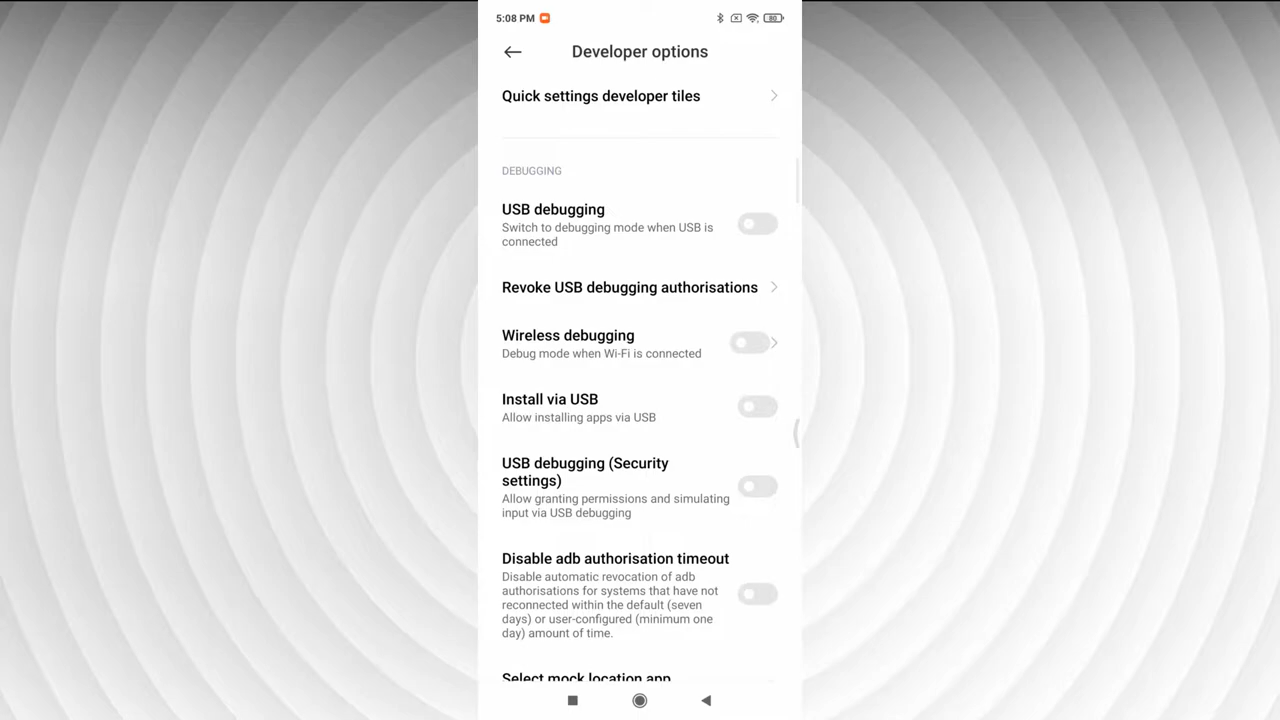 5:08 PM
80
Developer options
Quick settings developer tiles
DEBUGGING
USB debugging
Switch to debugging mode when USB is
connected
Revoke USB debugging authorisations
Wireless debugging
Debug mode when Wi-Fi is connected
Install via USB
Allow installing apps via USB
USB debugging (Security
settings)
Allow granting permissions and simulating
input via USB debugging
Disable adb authorisation timeout
Disable automatic revocation of adb
authorisations for systems that have not
reconnected within the default (seven
days) or user-configured (minimum one
day) amount of time.
Select mock location app